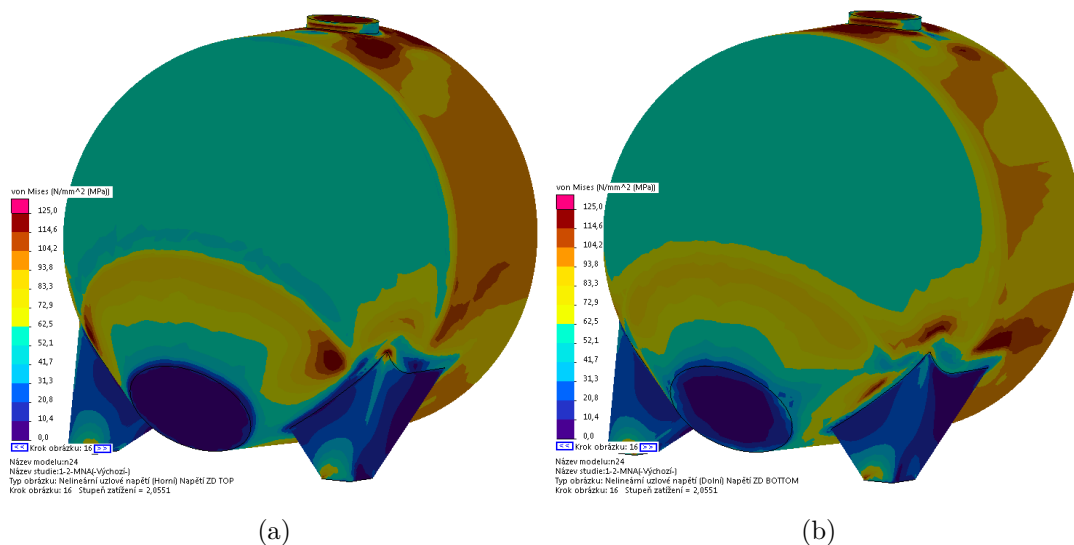 von Mises (N/mm^2 (MPa))
125,0
114,6
104,2
93,8
83,3
72,9
62,5
52,1
41,7
31,3
20,8
10,4
0,0
<< Krok obrázku: 16 >>
Název modelu:n24
Název studie:1-2-MNA(-Výchozí-)
Typ obrázku: Nelineární uzlové napětí (Horní) Napětí ZD TOP
Krok obrázku: 16 Stupeň zatížení = 2,0551
(a)
von Mises (N/mm^2 (MPa))
125,0
114,6
104,2
93,8
83,3
72,9
62,5
52,1
41,7
31,3
20,8
10,4
0,0
<< Krok obrázku: 16 >>
Název modelu:n24
Název studie:1-2-MNA(-Výchozí-)
Typ obrázku: Nelineární uzlové napětí (Dolní) Napětí ZD BOTTOM
Krok obrázku: 16 Stupeň zatížení = 2,0551
(b)